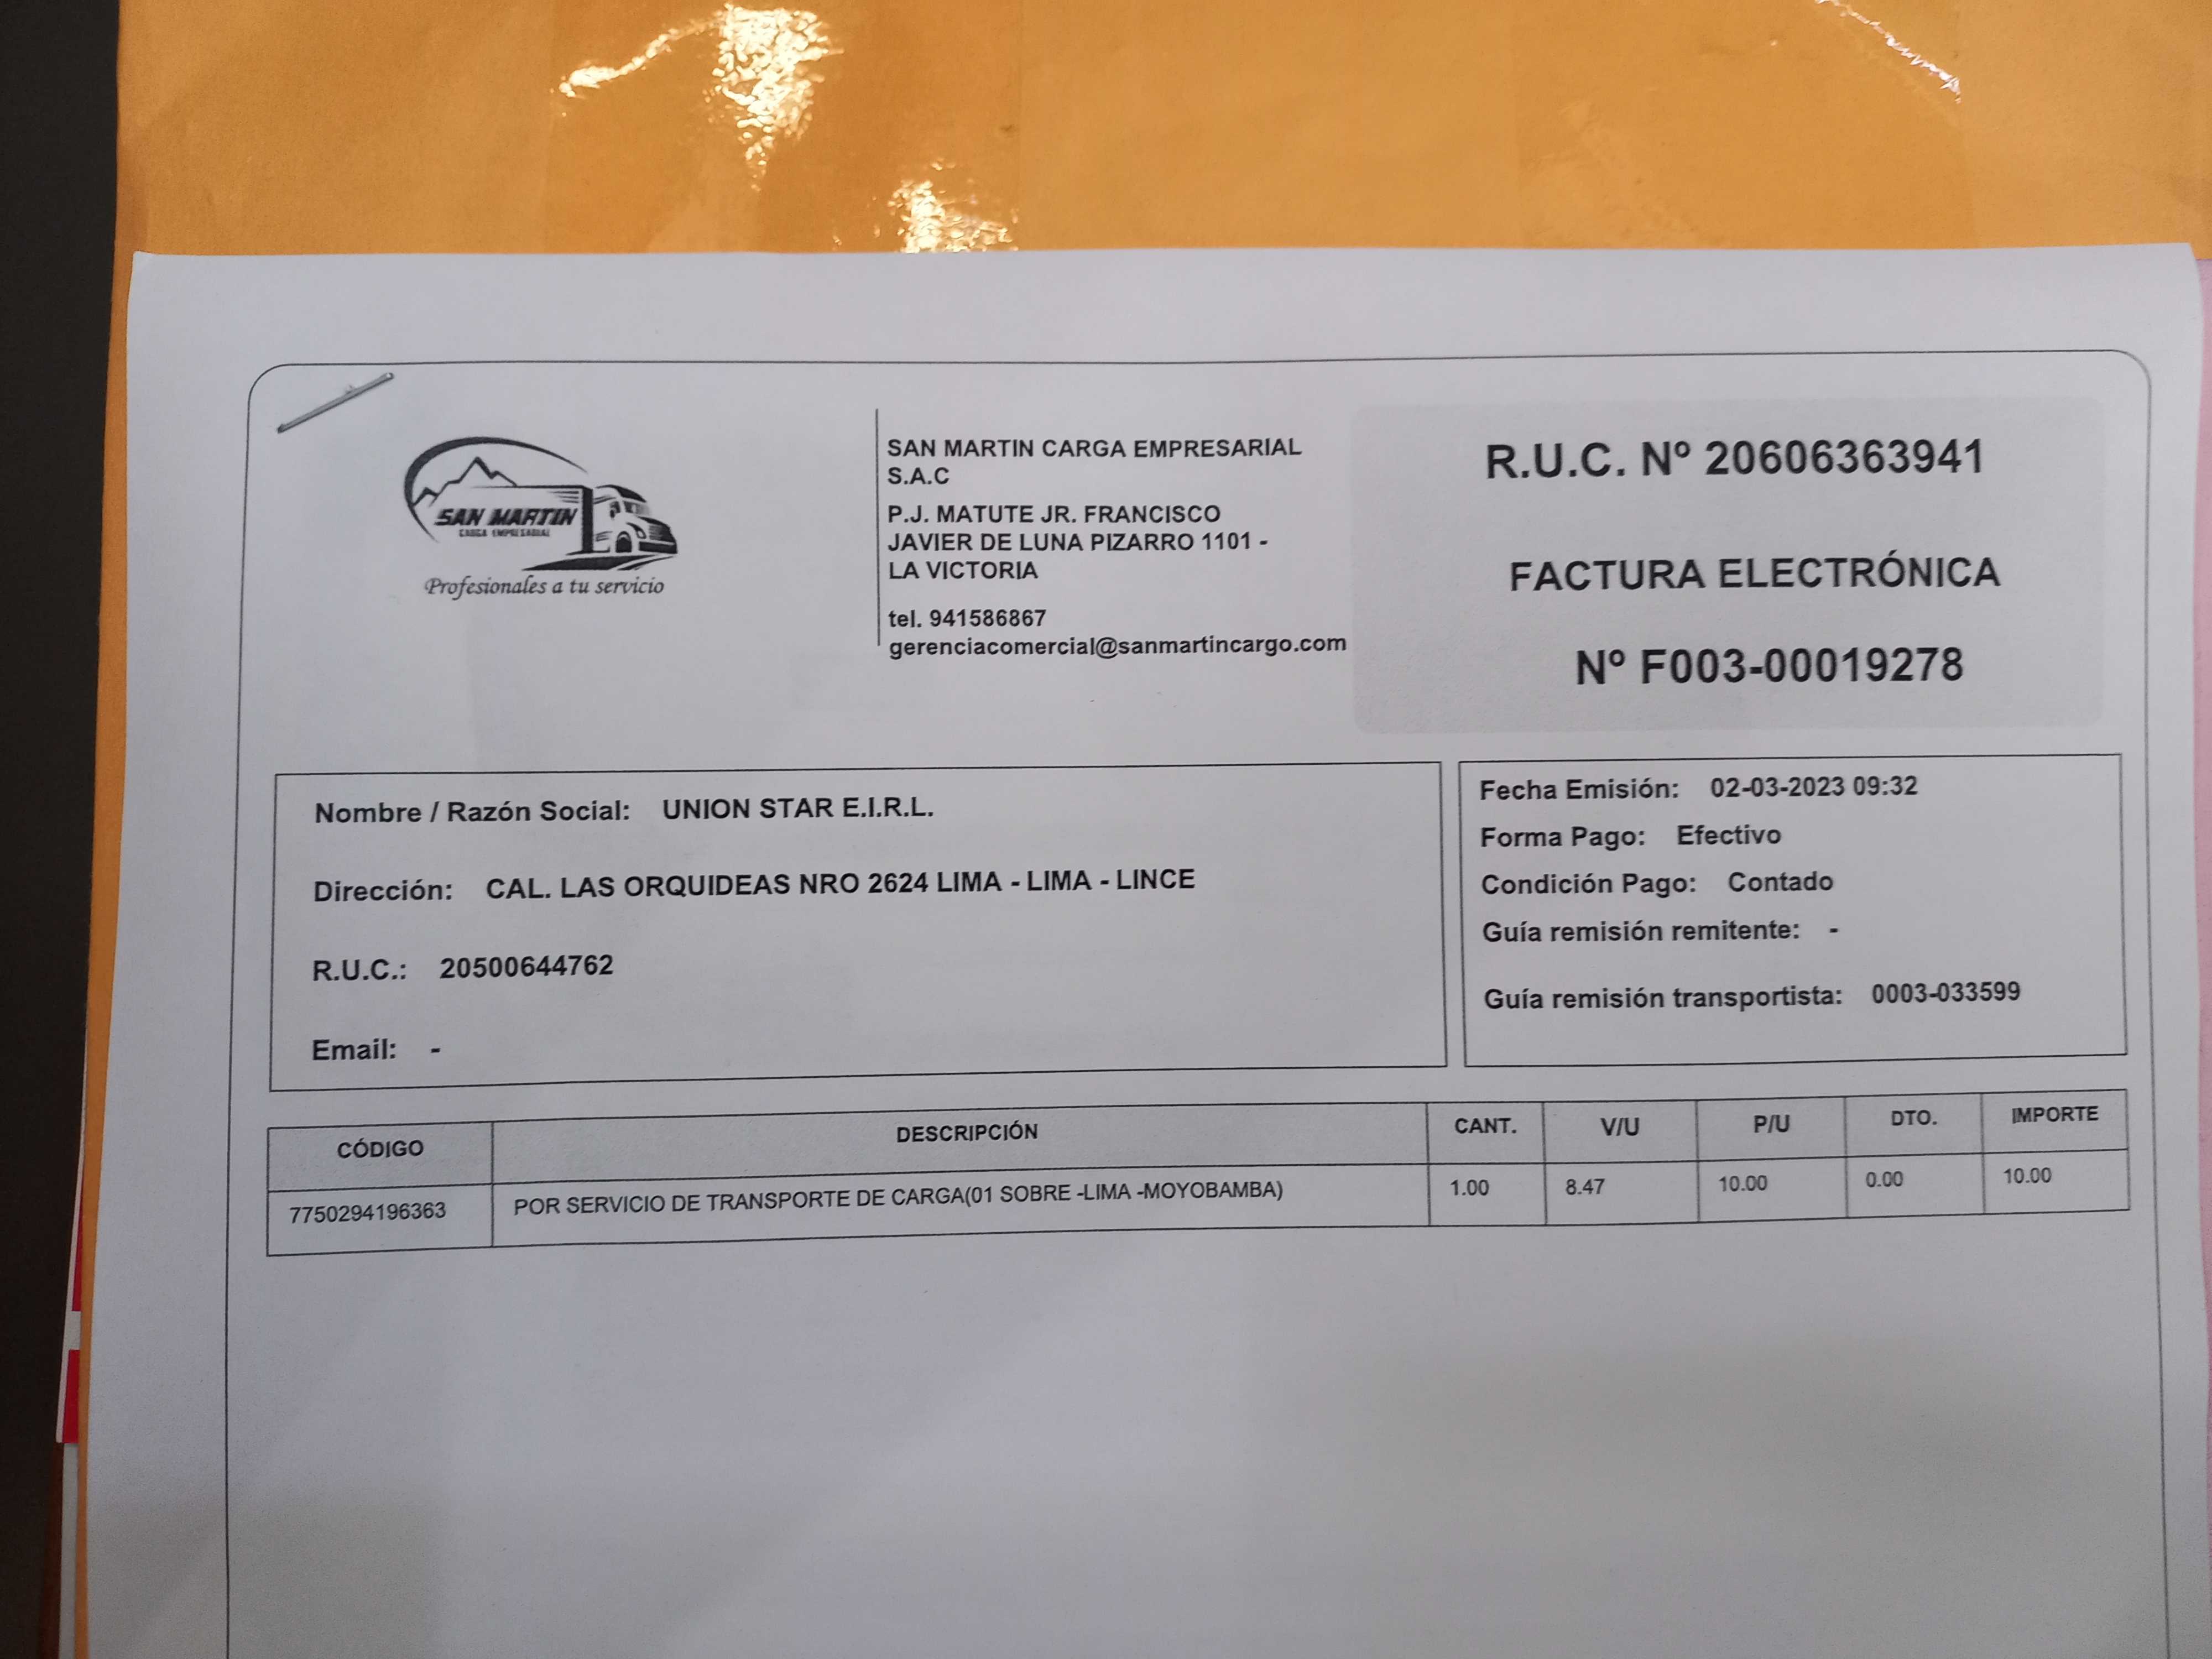 SAN MARTIN
CARGA EMPRESARIAL
Profesionales a tu servicio
SAN MARTIN CARGA EMPRESARIAL
S.A.C
P.J. MATUTE JR. FRANCISCO
JAVIER DE LUNA PIZARRO 1101 -
LA VICTORIA
tel. 941586867
gerenciacomercial@sanmartincargo.com
R.U.C. Nº 20606363941
FACTURA ELECTRÓNICA
Nº F003-00019278
Nombre / Razón Social: UNION STAR E.I.R.L.
Dirección: CAL. LAS ORQUIDEAS NRO 2624 LIMA - LIMA - LINCE
R.U.C.: 20500644762
Email: -
Fecha Emisión: 02-03-2023 09:32
Forma Pago: Efectivo
Condición Pago: Contado
Guía remisión remitente: -
Guía remisión transportista: 0003-033599
CÓDIGO DESCRIPCIÓN CANT. V/U P/U DTO. IMPORTE
7750294196363 POR SERVICIO DE TRANSPORTE DE CARGA(01 SOBRE -LIMA -MOYOBAMBA) 1.00 8.47 10.00 0.00 10.00